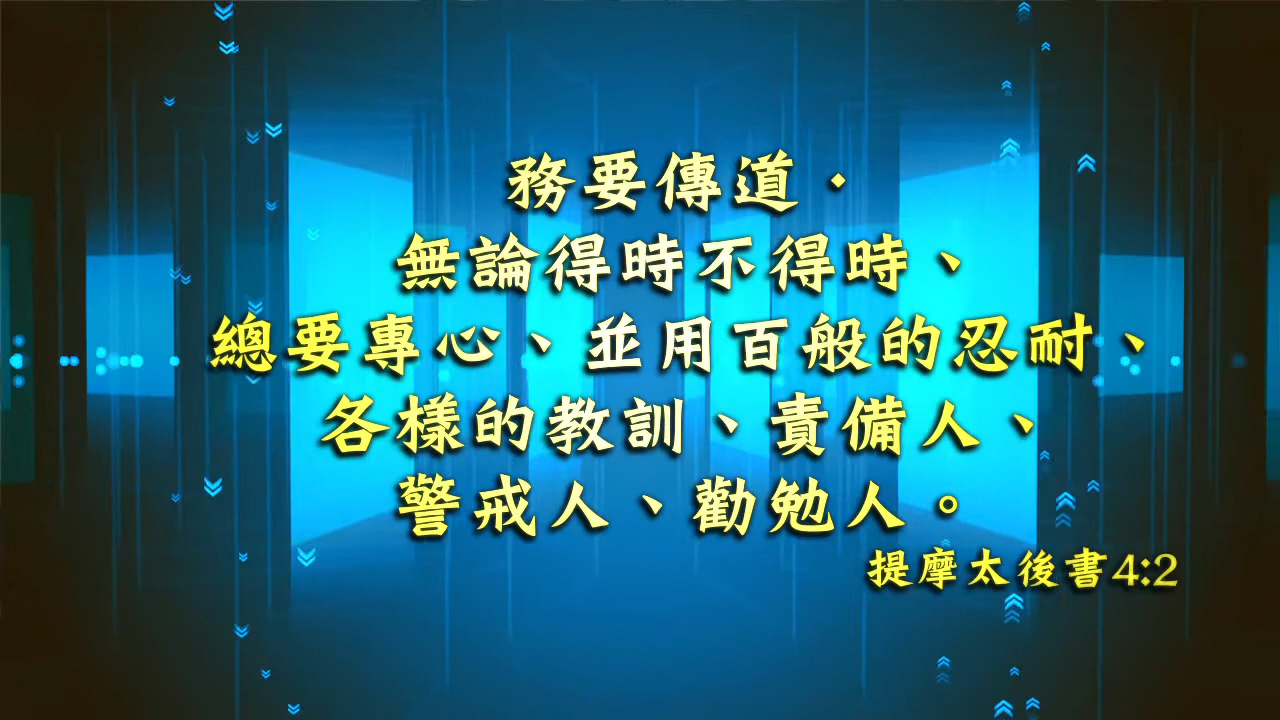 務要傳道．
無論得時不得時、
總要專心、並用百般的忍耐、
各樣的教訓、責備人、
警戒人、勸勉人。
提摩太後書4:2